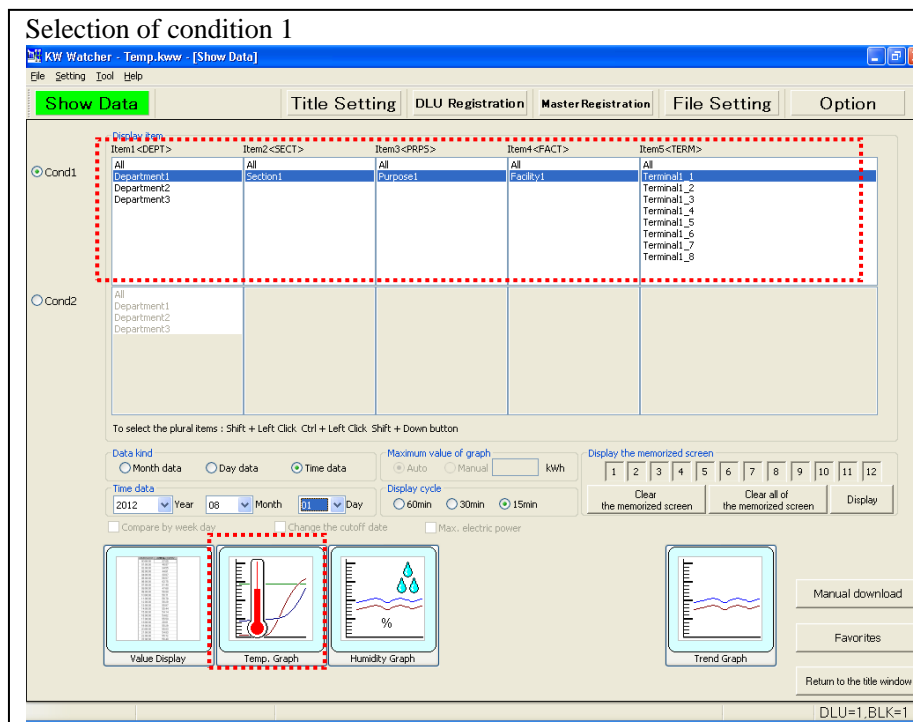 Selection of condition 1
KW Watcher - Temp.kww - [Show Data]
File Setting Tool Help
Show Data Title Setting DLU Registration Master Registration File Setting Option
Display item
Item1<DEPT> Item2<SECT> Item3<PRPS> Item4<FACT> Item5<TERM>
Cond1
All All All All All
Department1 Section1 Purpose1 Facility1 Terminal1_1
Department2 Terminal1_2
Department3 Terminal1_3
Terminal1_4
Terminal1_5
Terminal1_6
Terminal1_7
Terminal1_8
Cond2
All
Department1
Department2
Department3
To select the plural items : Shift + Left Click Ctrl + Left Click Shift + Down button
Data kind Maximum value of graph Display the memorized screen
Month data Day data Time data Auto Manual kWh 1 2 3 4 5 6 7 8 9 10 11 12
Time data Display cycle Clear the memorized screen Clear all of the memorized screen Display
2012 Year 08 Month 01 Day 60min 30min 15min
Compare by week day Change the cutoff date Max. electric power
%
Value Display Temp. Graph Humidity Graph Trend Graph
Manual download
Favorites
Return to the title window
DLU=1,BLK=1